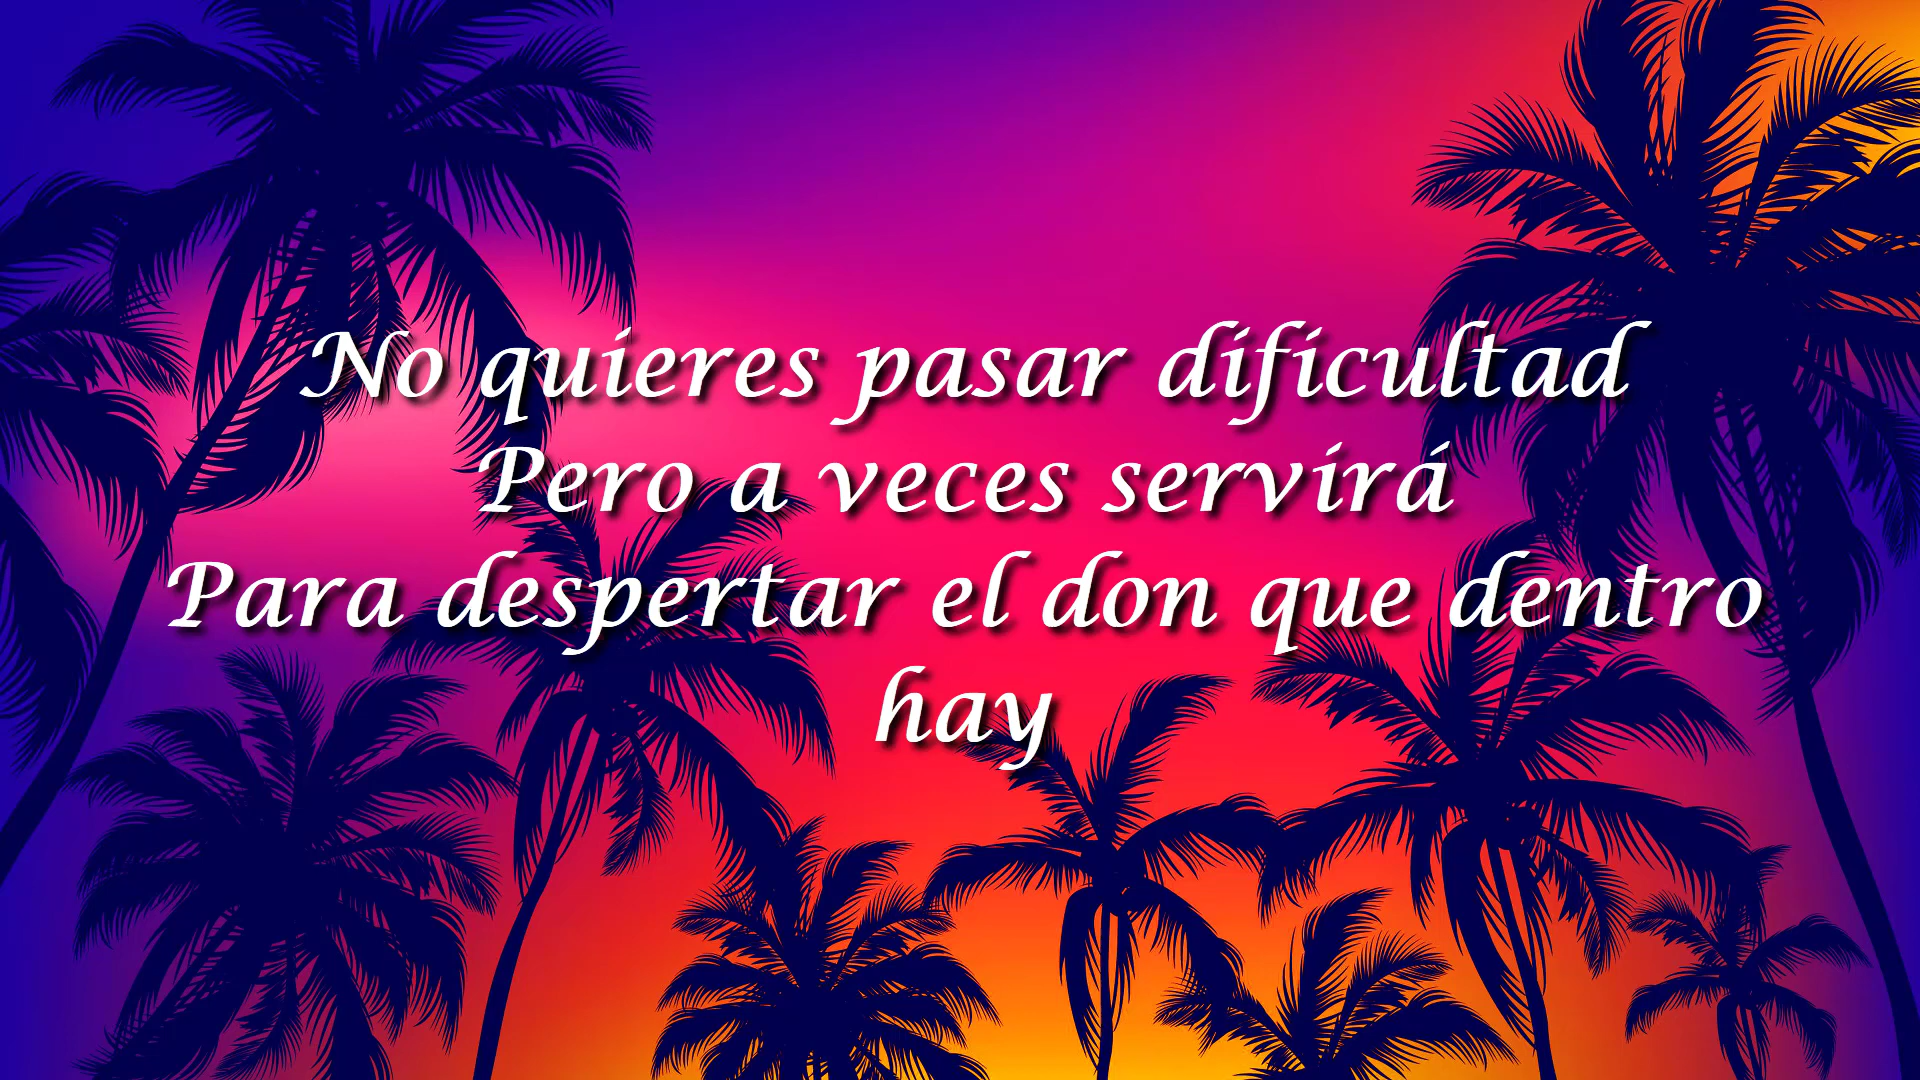 No quieres pasar dificultad
Pero a veces servirá
Para despertar el don que dentro
hay